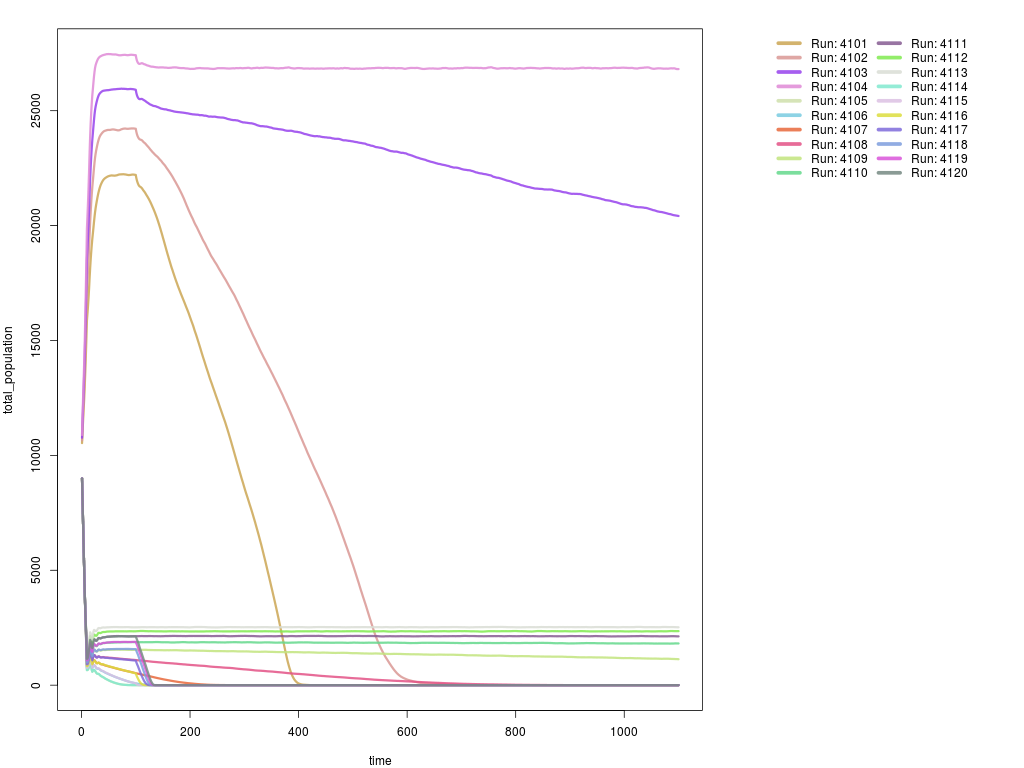 total_population
25000
20000
15000
10000
5000
0
0 200 400 600 800 1000
time
Run: 4101 Run: 4111
Run: 4102 Run: 4112
Run: 4103 Run: 4113
Run: 4104 Run: 4114
Run: 4105 Run: 4115
Run: 4106 Run: 4116
Run: 4107 Run: 4117
Run: 4108 Run: 4118
Run: 4109 Run: 4119
Run: 4110 Run: 4120